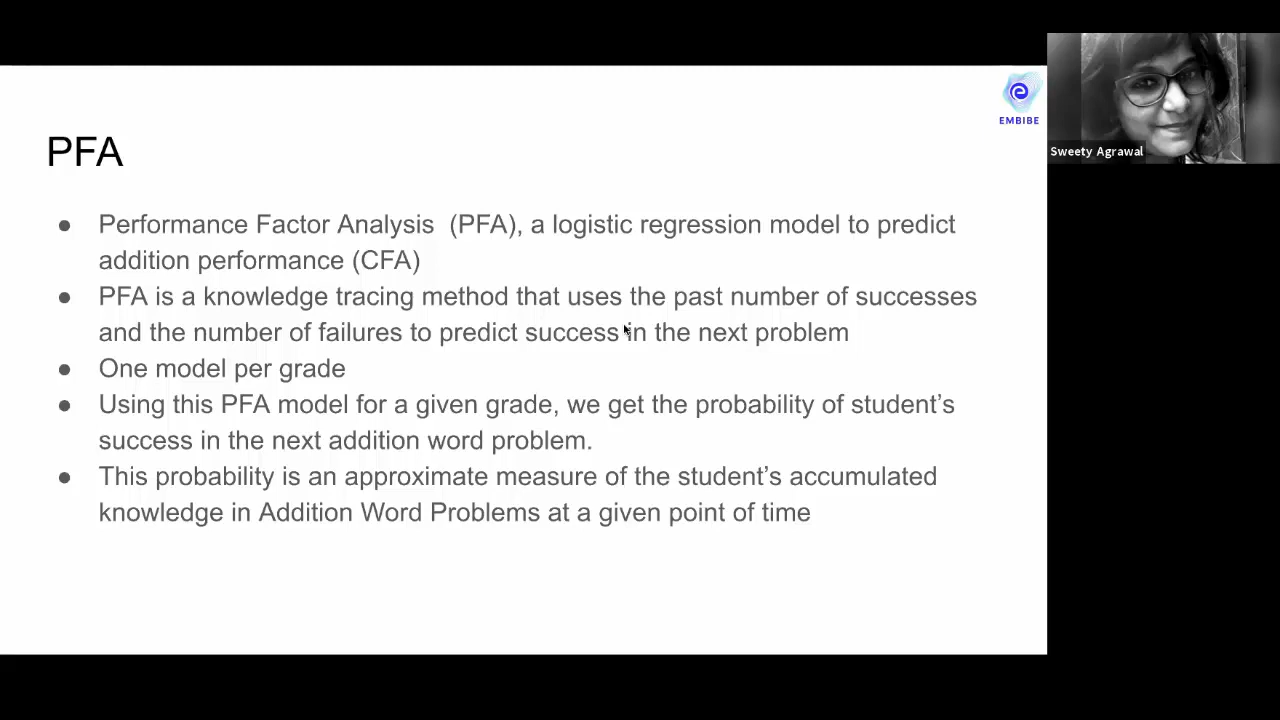 EMBIBE
Sweety Agrawal
PFA
● Performance Factor Analysis (PFA), a logistic regression model to predict
addition performance (CFA)
● PFA is a knowledge tracing method that uses the past number of successes
and the number of failures to predict success in the next problem
● One model per grade
● Using this PFA model for a given grade, we get the probability of student’s
success in the next addition word problem.
● This probability is an approximate measure of the student’s accumulated
knowledge in Addition Word Problems at a given point of time